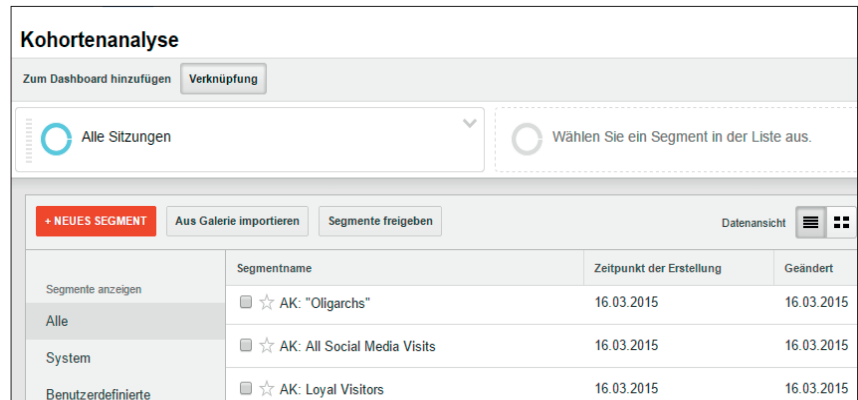 Kohortenanalyse
Zum Dashboard hinzufügen Verknüpfung
Alle Sitzungen Wählen Sie ein Segment in der Liste aus.
+ NEUES SEGMENT Aus Galerie importieren Segmente freigeben Datenansicht
Segmentname Zeitpunkt der Erstellung Geändert
Segmente anzeigen
AK: "Oligarchs" 16.03.2015 16.03.2015
Alle
AK: All Social Media Visits 16.03.2015 16.03.2015
System
AK: Loyal Visitors 16.03.2015 16.03.2015
Benutzerdefinierte